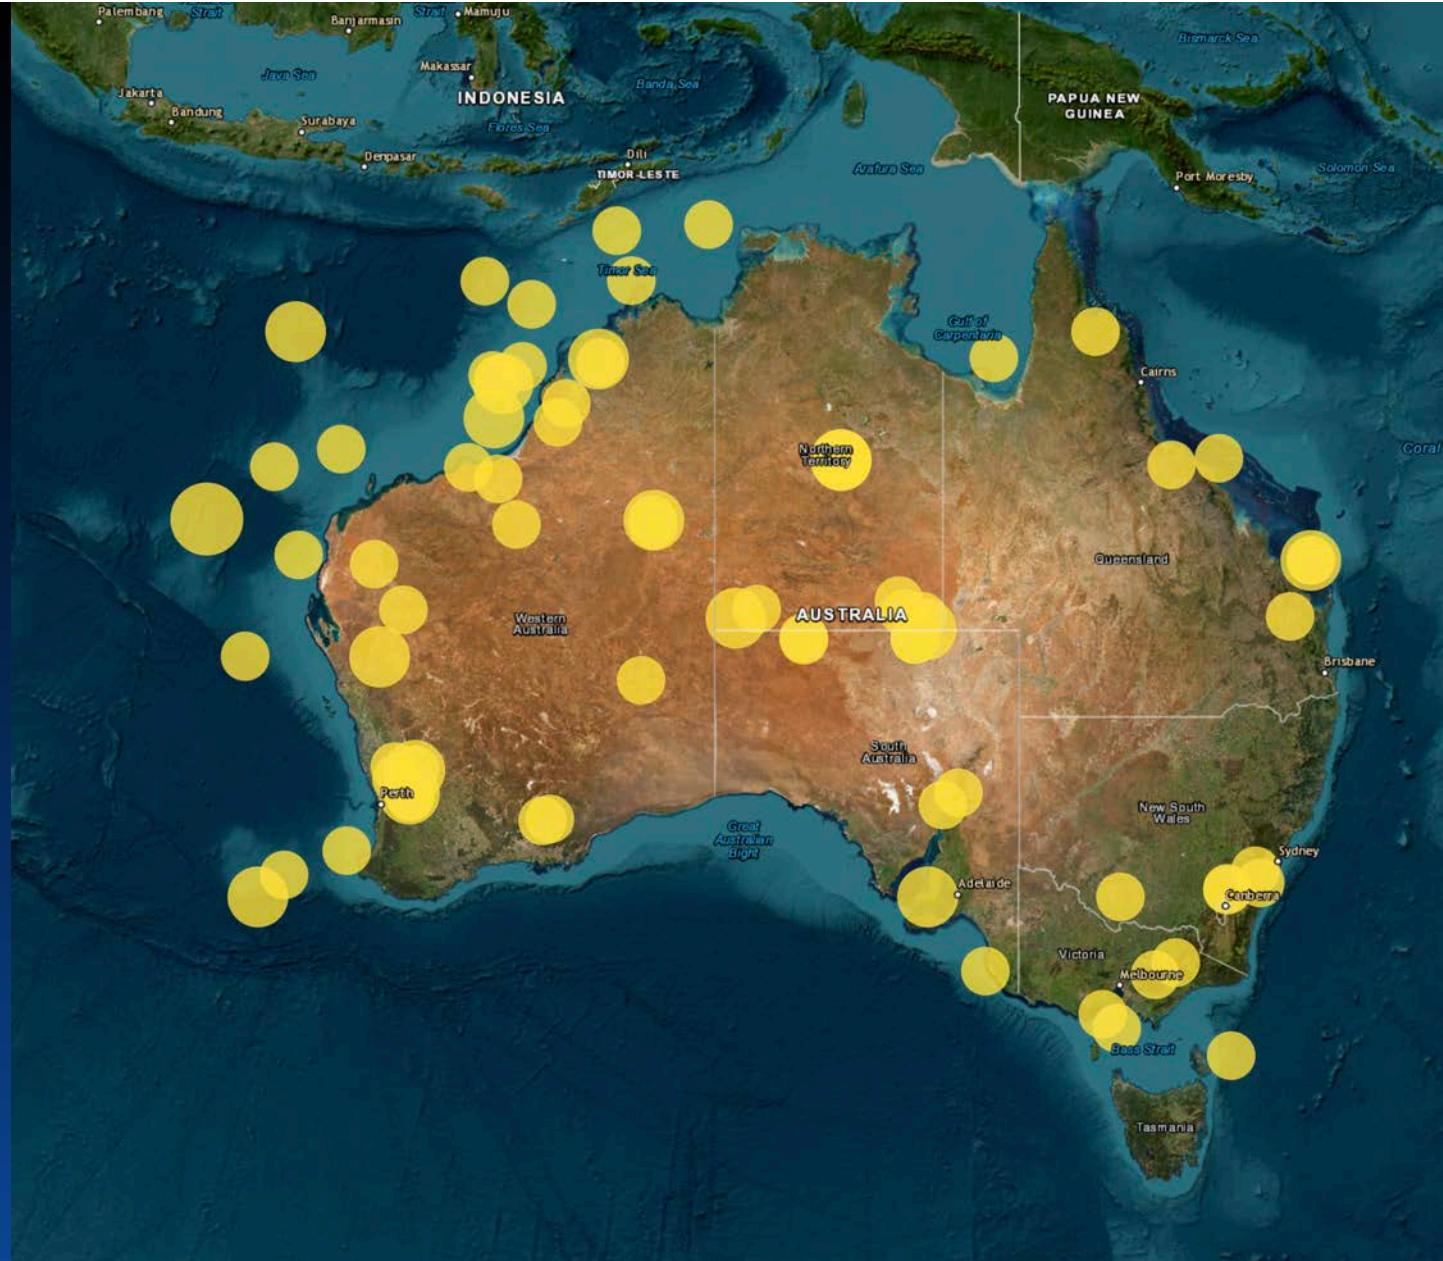 Palembang
Strait
Banjarmasin
Strait
Mamuju
Bismarck Sea
Java Sea
Makassar
Banda Sea
Jakarta
INDONESIA
PAPUA NEW
GUINEA
Bandung
Surabaya
Flores Sea
Denpasar
Dili
TIMOR-LESTE
Arafura Sea
Port Moresby
Solomon Sea
Timor Sea
Gulf of
Carpentaria
Cairns
Northern
Territory
Coral
Queensland
Western
Australia
AUSTRALIA
Brisbane
South
Australia
Perth
New South
Wales
Great
Australian
Bight
Sydney
Adelaide
Canberra
Victoria
Melbourne
Bass Strait
Tasmania